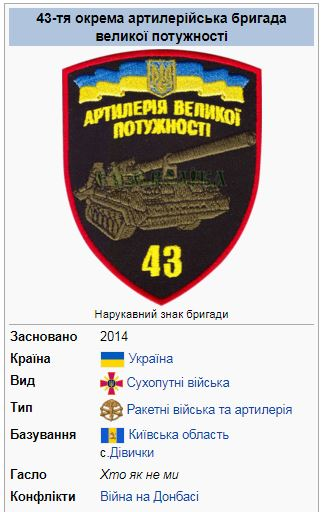 43-тя окрема артилерійська бригада
великої потужності
АРТИЛЕРІЯ ВЕЛИКОЇ
ПОТУЖНОСТІ
43
Нарукавний знак бригади
Засновано 2014
Країна Україна
Вид Сухопутні війська
Тип Ракетні війська та артилерія
Базування Київська область
с.Дівички
Гасло Хто як не ми
Конфлікти Війна на Донбасі